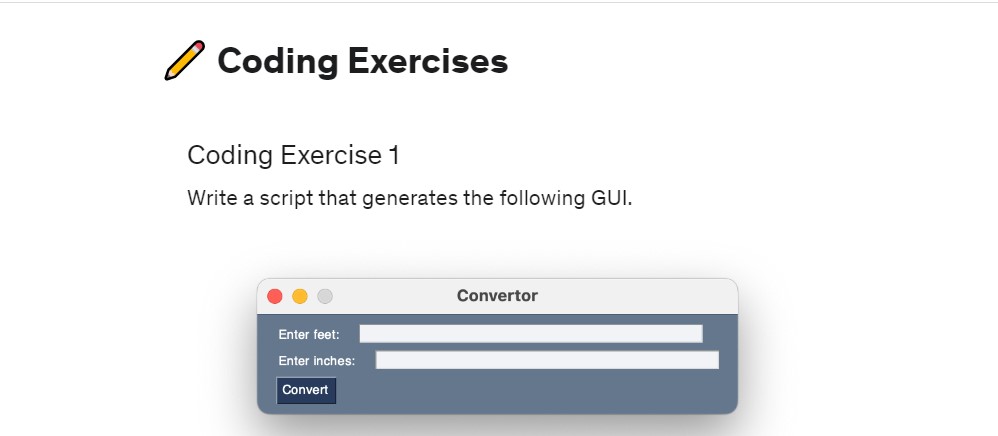 Coding Exercises
Coding Exercise 1
Write a script that generates the following GUI.
Convertor
Enter feet:
Enter inches:
Convert